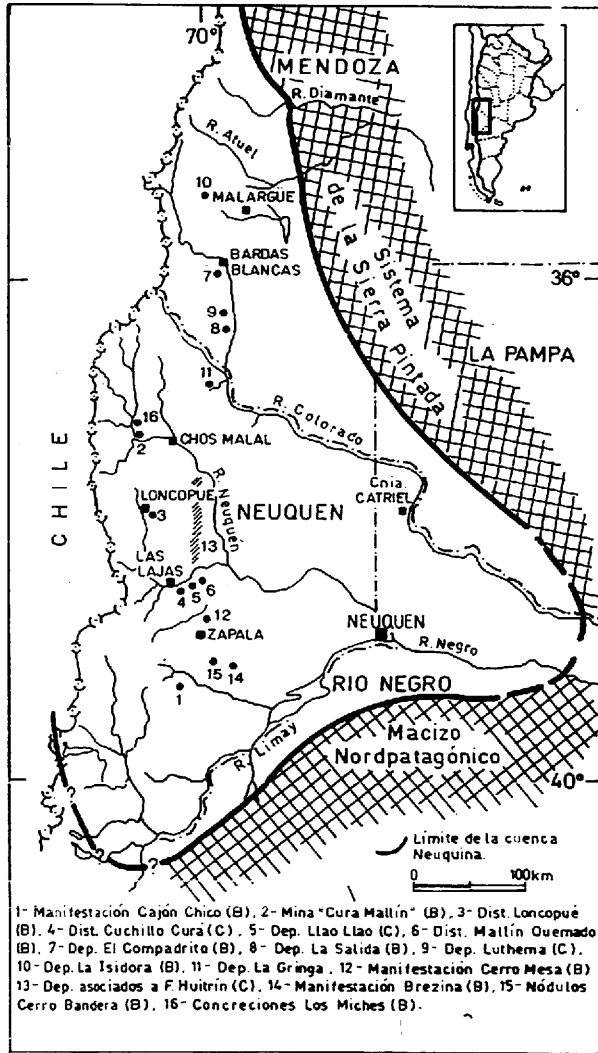 70°
MENDOZA
R. Diamante
R. Atuel
10
MALARGUE
Sistema
de la Sierra Pintada
BARDAS
BLANCAS
7
36°
9
8
LA PAMPA
11
R. Colorado
16
2
CHOS MALAL
CHILE
LONCOPUE
3
R. Neuquén
NEUQUEN
Cnia.
CATRIEL
13
LAS
LAJAS
4 5 6
12
ZAPALA
NEUQUEN
R. Negro
15 14
1
RIO NEGRO
R. Limay
Macizo
Nordpatagónico
40°
?
?
?
Límite de la cuenca
Neuquina.
0 100km
1- Manifestación Cajón Chico (B), 2- Mina "Cura Mallín" (B), 3- Dist. Loncopué
(B), 4- Dist. Cuchillo Curá (C), 5- Dep. Llao Llao (C), 6- Dist. Mallín Quemado
(B), 7- Dep. El Compadrito (B), 8- Dep. La Salida (B), 9- Dep. Luthema (C),
10- Dep. La Isidora (B), 11- Dep. La Gringa, 12- Manifestación Cerro Mesa (B)
13- Dep. asociados a F. Huitrín (C), 14- Manifestación Brezina (B), 15- Nódulos
Cerro Bandera (B), 16- Concreciones Los Miches (B).